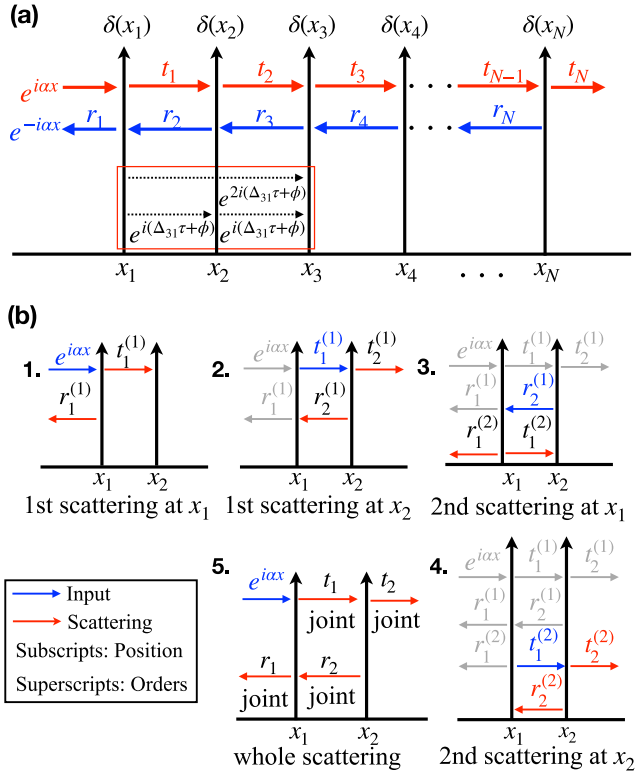 (a)
δ(x₁) δ(x₂) δ(x₃) δ(x₄) δ(x_N)
e^{iαx} t₁ t₂ t₃ · · · t_{N−1} t_N
e^{−iαx} r₁ r₂ r₃ r₄ · · · r_N
e^{2i(Δ₃₁τ+ϕ)}
e^{i(Δ₃₁τ+ϕ)} e^{i(Δ₃₁τ+ϕ)}
x₁ x₂ x₃ x₄ · · · x_N
(b)
1.
e^{iαx} t₁^{(1)}
r₁^{(1)}
x₁ x₂
1st scattering at x₁
2.
e^{iαx} t₁^{(1)} t₂^{(1)}
r₁^{(1)} r₂^{(1)}
x₁ x₂
1st scattering at x₂
3.
e^{iαx} t₁^{(1)} t₂^{(1)}
r₁^{(1)} r₂^{(1)}
r₁^{(2)} t₁^{(2)}
x₁ x₂
2nd scattering at x₁
Input
Scattering
Subscripts: Position
Superscripts: Orders
5.
e^{iαx} t₁ t₂
joint joint
r₁ r₂
joint joint
x₁ x₂
whole scattering
4.
e^{iαx} t₁^{(1)} t₂^{(1)}
r₁^{(1)} r₂^{(1)}
r₁^{(2)} t₁^{(2)} t₂^{(2)}
r₂^{(2)}
x₁ x₂
2nd scattering at x₂